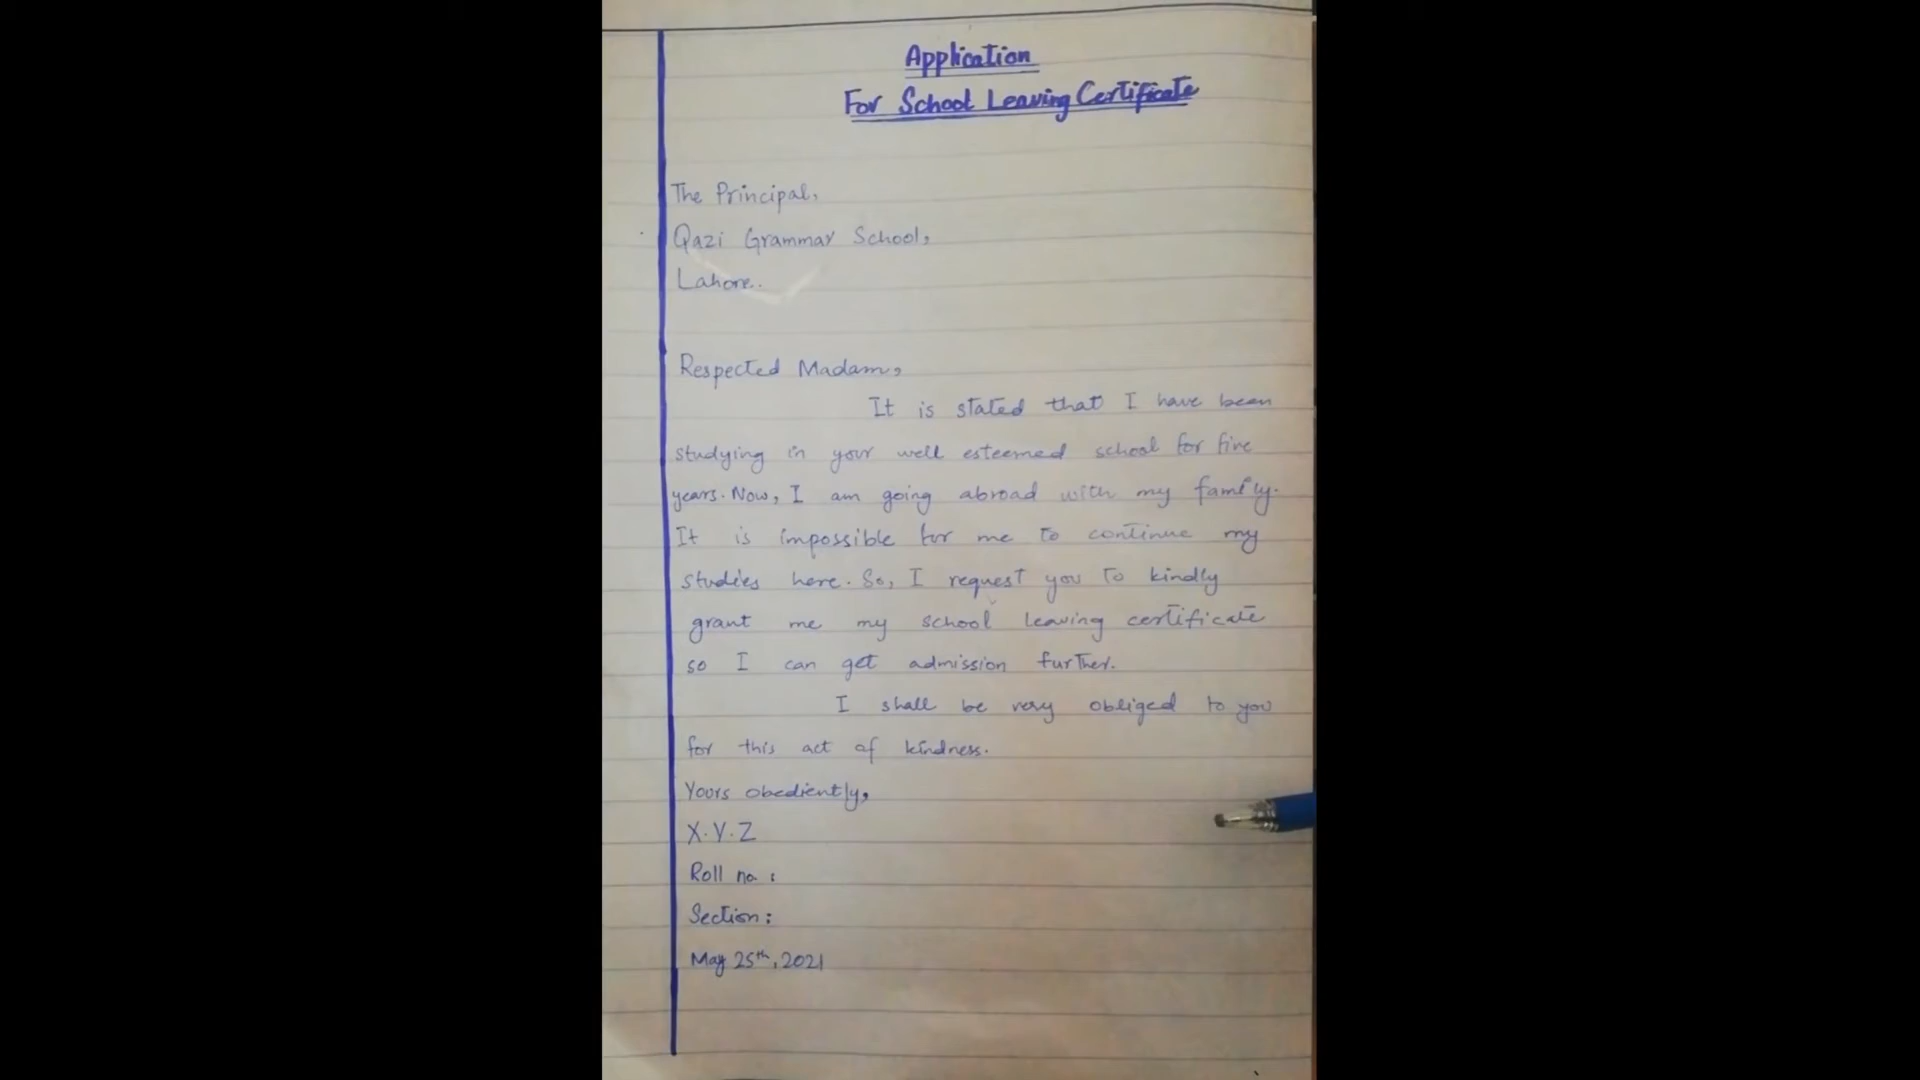 Application
For School Leaving Certificate
The Principal,
Qazi Grammar School,
Lahore.
Respected Madam,
It is stated that I have been
studying in your well esteemed school for five
years. Now, I am going abroad with my family.
It is impossible for me to continue my
studies here. So, I request you to kindly
grant me my school leaving certificate
so I can get admission further.
I shall be very obliged to you
for this act of kindness.
Yours obediently,
X.Y.Z
Roll no :
Section :
May 25th, 2021